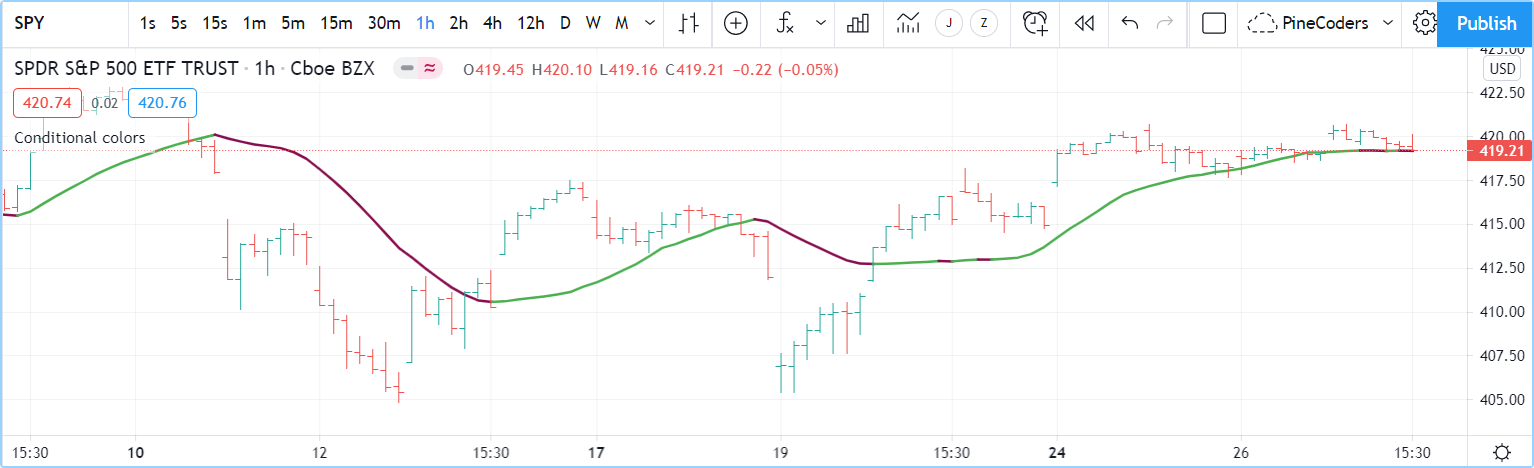 SPY 1s 5s 15s 1m 5m 15m 30m 1h 2h 4h 12h D W M fx J Z PineCoders Publish
425.00
SPDR S&P 500 ETF TRUST · 1h · Cboe BZX O419.45 H420.10 L419.16 C419.21 −0.22 (−0.05%) USD
420.74 0.02 420.76 422.50
Conditional colors 420.00
419.21
417.50
415.00
412.50
410.00
407.50
405.00
15:30 10 12 15:30 17 19 15:30 24 26 15:30